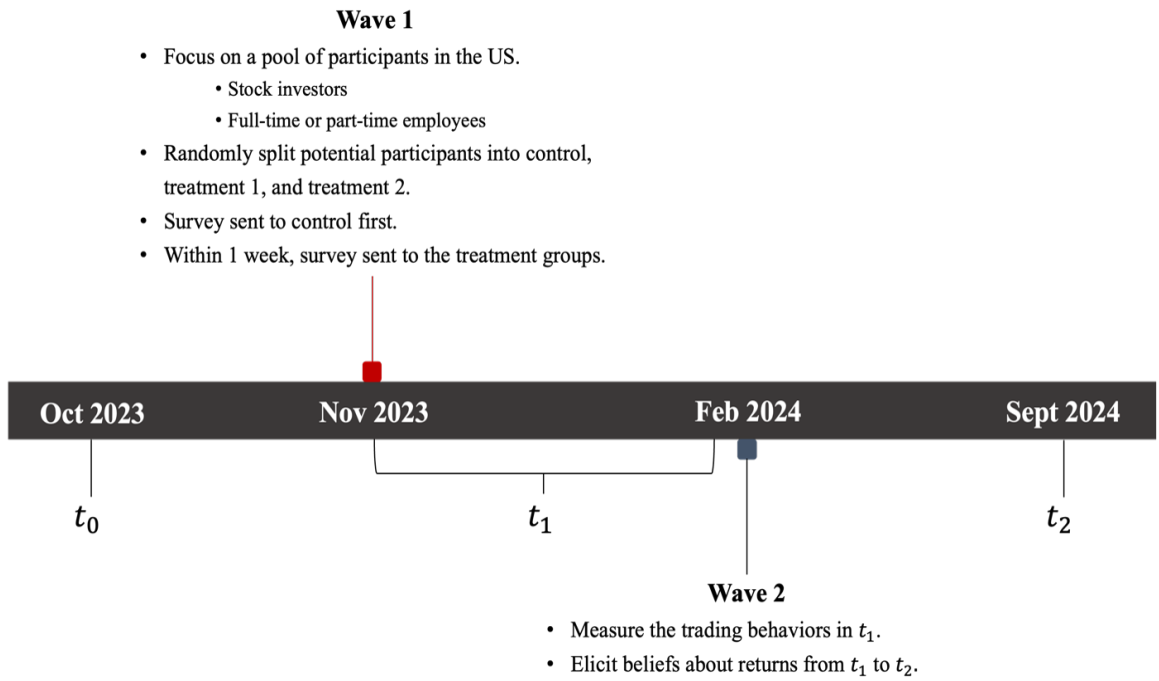 Wave 1
• Focus on a pool of participants in the US.
• Stock investors
• Full-time or part-time employees
• Randomly split potential participants into control,
treatment 1, and treatment 2.
• Survey sent to control first.
• Within 1 week, survey sent to the treatment groups.
Oct 2023 Nov 2023 Feb 2024 Sept 2024
t₀ t₁ t₂
Wave 2
• Measure the trading behaviors in t₁.
• Elicit beliefs about returns from t₁ to t₂.